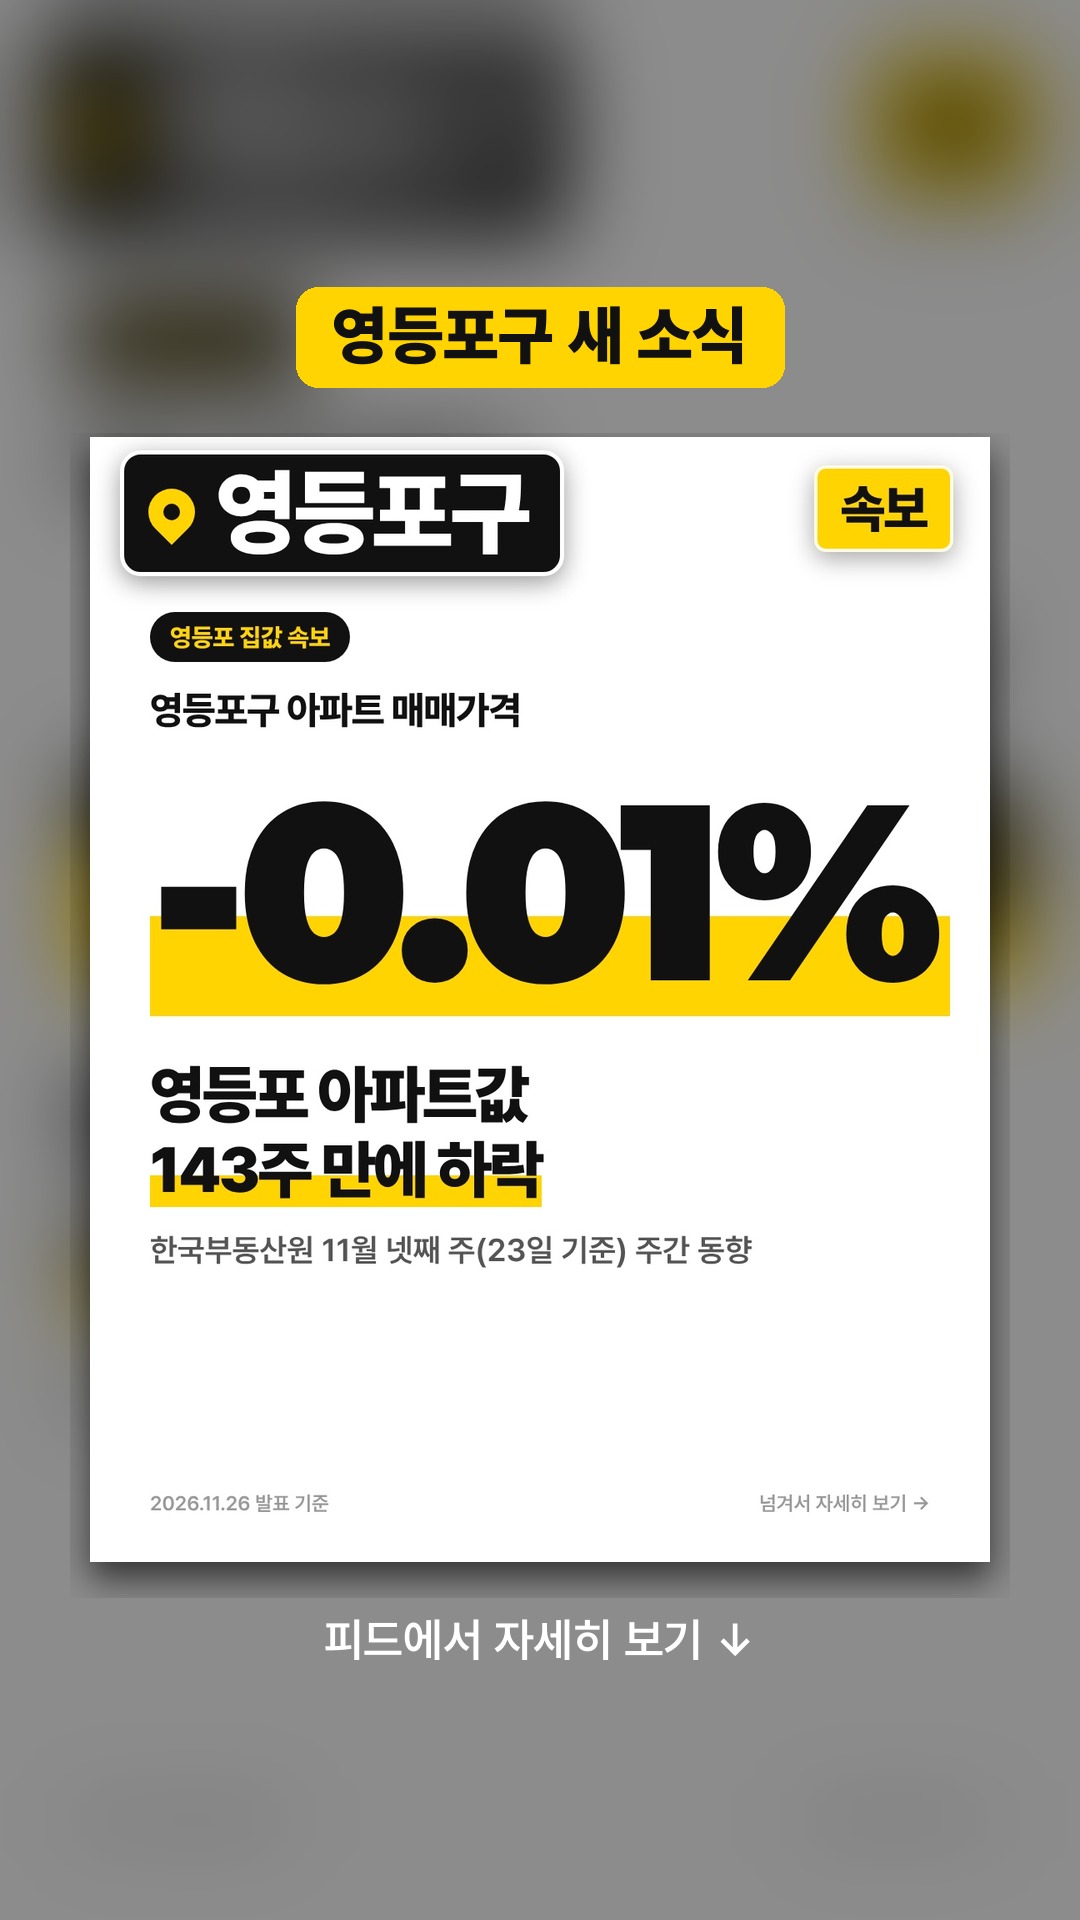 영등포구 새 소식
영등포구
속보
영등포 집값 속보
영등포구 아파트 매매가격
-0.01%
영등포 아파트값
143주 만에 하락
한국부동산원 11월 넷째 주(23일 기준) 주간 동향
2026.11.26 발표 기준
넘겨서 자세히 보기 →
피드에서 자세히 보기 ↓